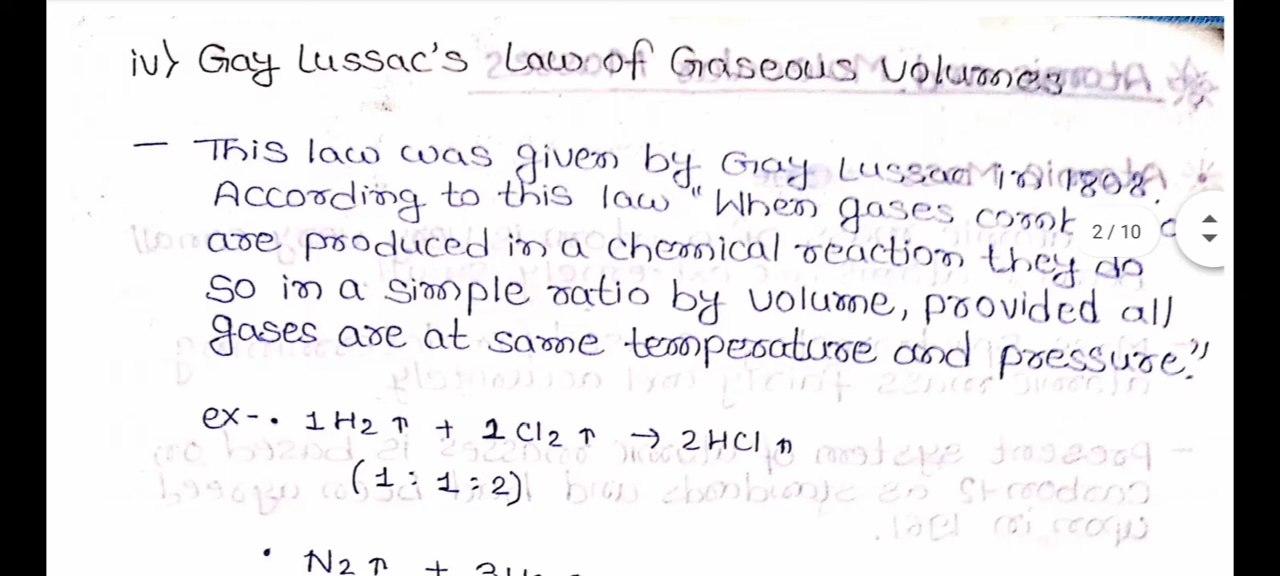 iv) Gay Lussac's Law of Gaseous Volumes
— This law was given by Gay Lussac in 1808.
According to this law "When gases
2 / 10
are produced in a chemical reaction they do
so in a simple ratio by volume, provided all
gases are at same temperature and pressure."
ex-. 1H2 ↑ + 1Cl2 ↑ → 2HCl ↑
(1 : 1 : 2)
• N2 ↑ +